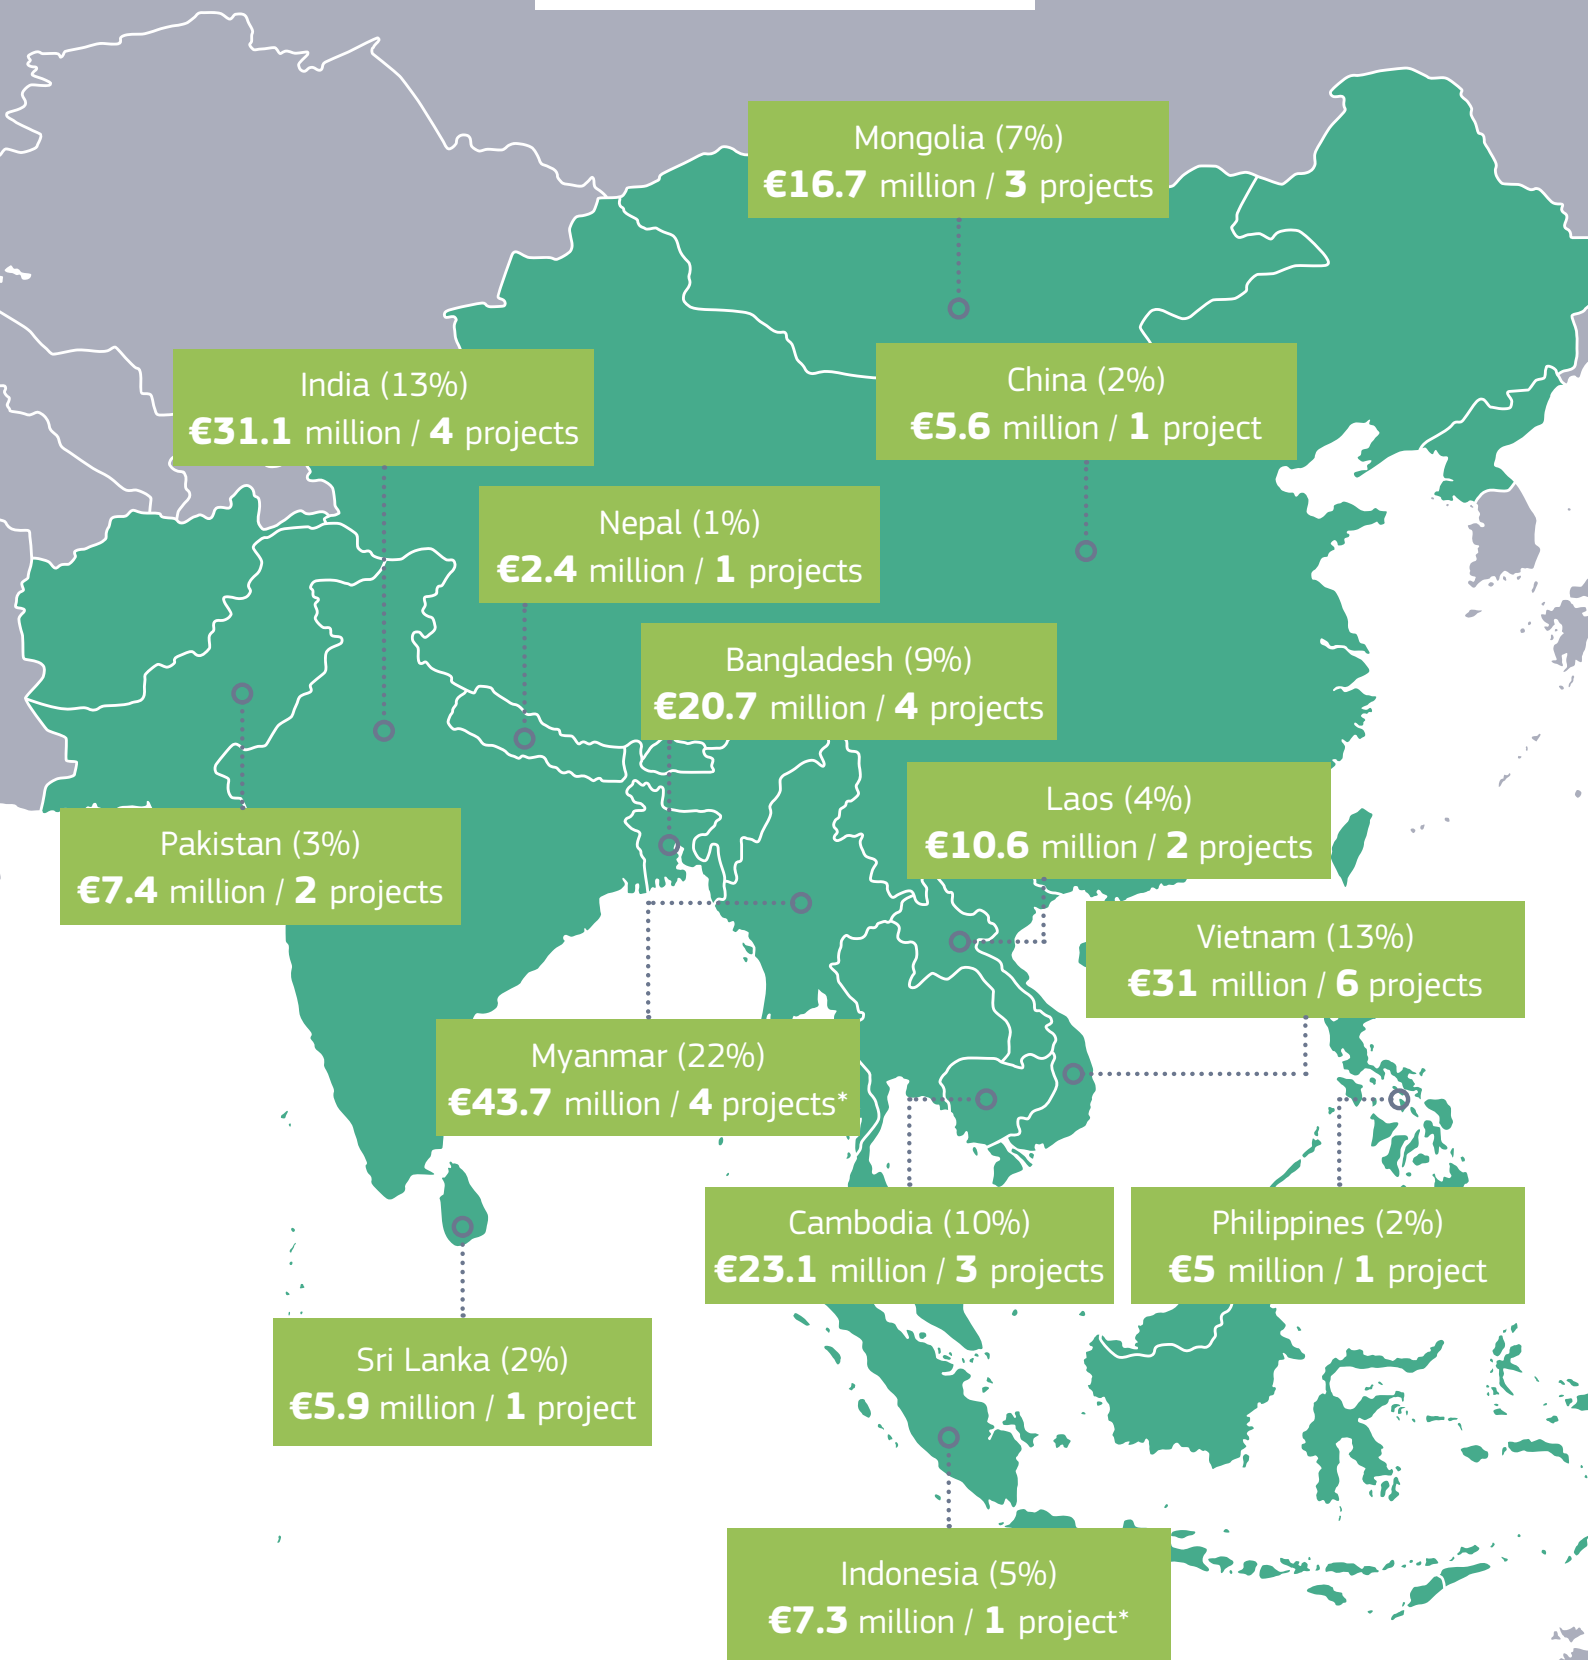 Mongolia (7%)
€16.7 million / 3 projects
India (13%)
€31.1 million / 4 projects
China (2%)
€5.6 million / 1 project
Nepal (1%)
€2.4 million / 1 projects
Bangladesh (9%)
€20.7 million / 4 projects
Laos (4%)
€10.6 million / 2 projects
Pakistan (3%)
€7.4 million / 2 projects
Vietnam (13%)
€31 million / 6 projects
Myanmar (22%)
€43.7 million / 4 projects*
Cambodia (10%)
€23.1 million / 3 projects
Philippines (2%)
€5 million / 1 project
Sri Lanka (2%)
€5.9 million / 1 project
Indonesia (5%)
€7.3 million / 1 project*